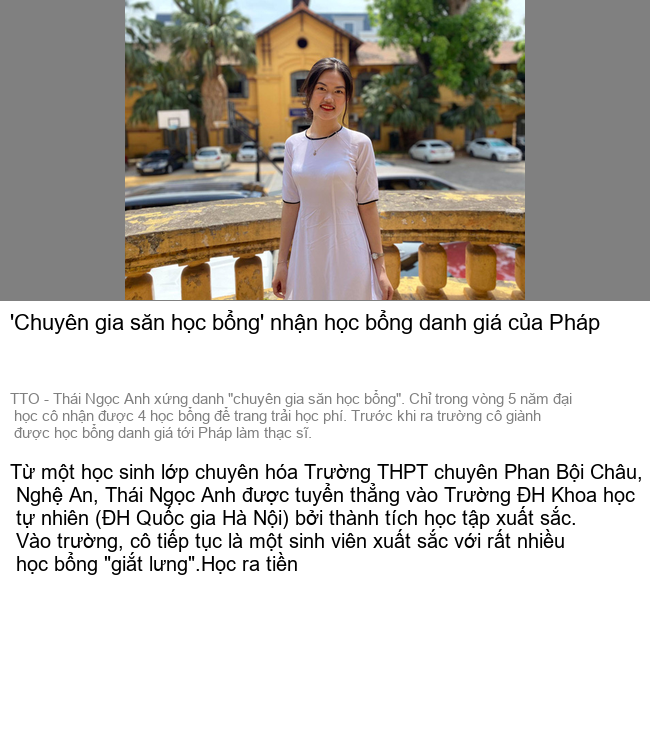 'Chuyên gia săn học bổng' nhận học bổng danh giá của Pháp
TTO - Thái Ngọc Anh xứng danh "chuyên gia săn học bổng". Chỉ trong vòng 5 năm đại
học cô nhận được 4 học bổng để trang trải học phí. Trước khi ra trường cô giành
được học bổng danh giá tới Pháp làm thạc sĩ.
Từ một học sinh lớp chuyên hóa Trường THPT chuyên Phan Bội Châu,
Nghệ An, Thái Ngọc Anh được tuyển thẳng vào Trường ĐH Khoa học
tự nhiên (ĐH Quốc gia Hà Nội) bởi thành tích học tập xuất sắc.
Vào trường, cô tiếp tục là một sinh viên xuất sắc với rất nhiều
học bổng "giắt lưng".Học ra tiền